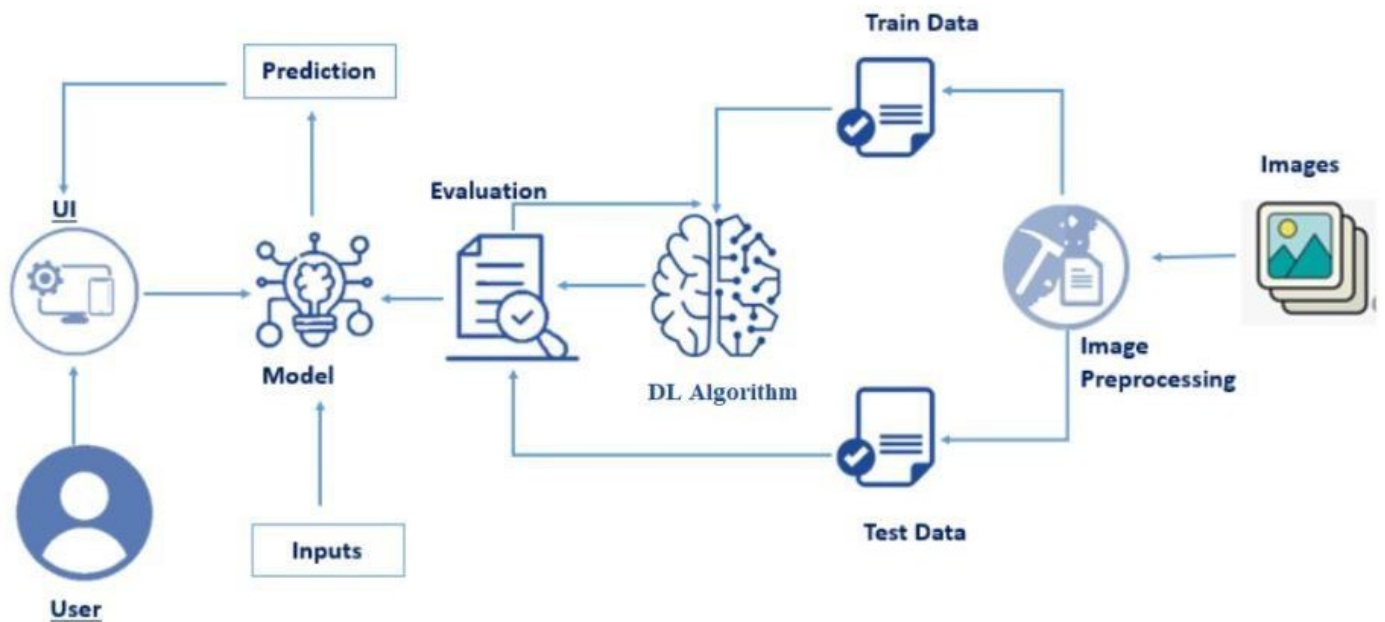 Train Data
Prediction
Images
Evaluation
UI
Image
Preprocessing
Model
DL Algorithm
Test Data
Inputs
User